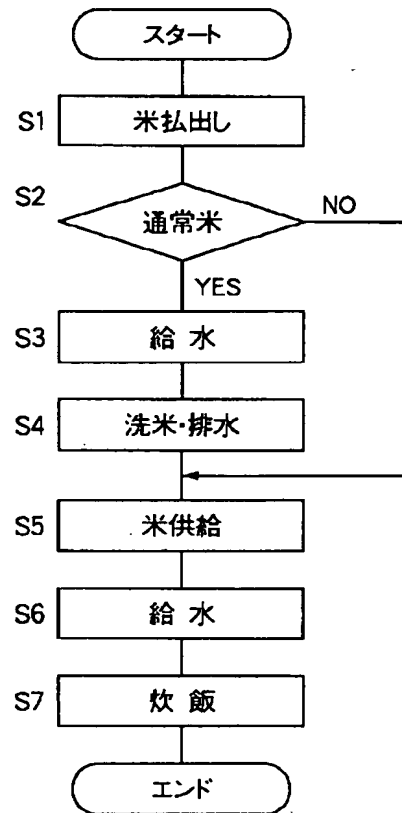 スタート
S1 米払出し
S2 通常米 NO
YES
S3 給 水
S4 洗米・排水
S5 米供給
S6 給 水
S7 炊 飯
エンド